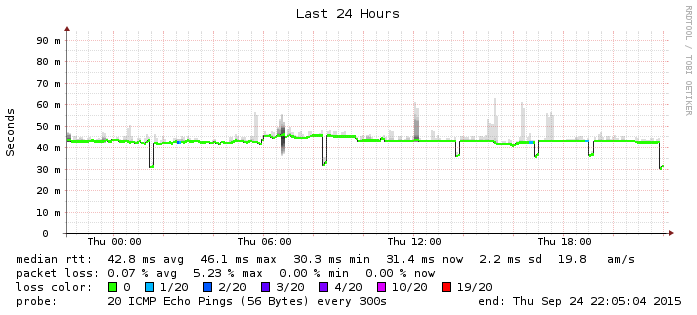 Last 24 Hours
RRDTOOL / TOBI OETIKER
Seconds
90 m
80 m
70 m
60 m
50 m
40 m
30 m
20 m
10 m
0
Thu 00:00 Thu 06:00 Thu 12:00 Thu 18:00
median rtt: 42.8 ms avg 46.1 ms max 30.3 ms min 31.4 ms now 2.2 ms sd 19.8 am/s
packet loss: 0.07 % avg 5.23 % max 0.00 % min 0.00 % now
loss color: 0 1/20 2/20 3/20 4/20 10/20 19/20
probe: 20 ICMP Echo Pings (56 Bytes) every 300s end: Thu Sep 24 22:05:04 2015